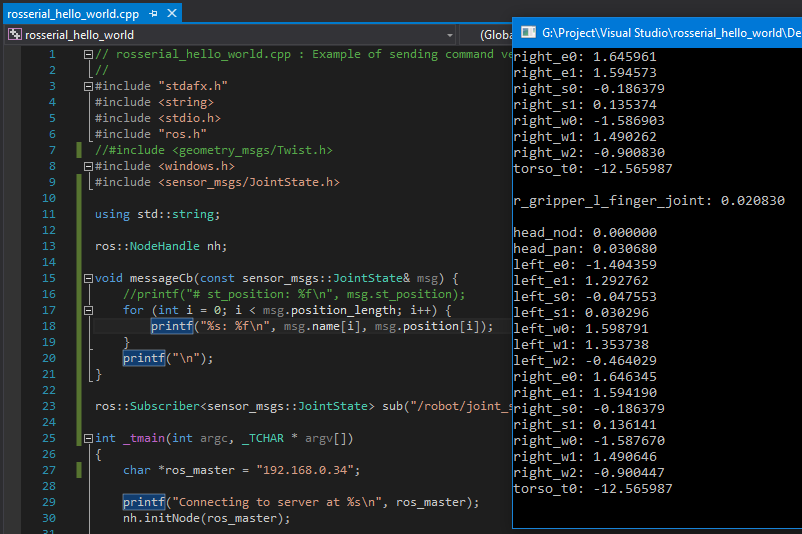 rosserial_hello_world.cpp
rosserial_hello_world
(Globa
1 // rosserial_hello_world.cpp : Example of sending command ve
2 //
3 #include "stdafx.h"
4 #include <string>
5 #include <stdio.h>
6 #include "ros.h"
7 //#include <geometry_msgs/Twist.h>
8 #include <windows.h>
9 #include <sensor_msgs/JointState.h>
10
11 using std::string;
12
13 ros::NodeHandle nh;
14
15 void messageCb(const sensor_msgs::JointState& msg) {
16 //printf("# st_position: %f\n", msg.st_position);
17 for (int i = 0; i < msg.position_length; i++) {
18 printf("%s: %f\n", msg.name[i], msg.position[i]);
19 }
20 printf("\n");
21 }
22
23 ros::Subscriber<sensor_msgs::JointState> sub("/robot/joint_s
24
25 int _tmain(int argc, _TCHAR * argv[])
26 {
27 char *ros_master = "192.168.0.34";
28
29 printf("Connecting to server at %s\n", ros_master);
30 nh.initNode(ros_master);
31
G:\Project\Visual Studio\rosserial_hello_world\De
right_e0: 1.645961
right_e1: 1.594573
right_s0: -0.186379
right_s1: 0.135374
right_w0: -1.586903
right_w1: 1.490262
right_w2: -0.900830
torso_t0: -12.565987
r_gripper_l_finger_joint: 0.020830
head_nod: 0.000000
head_pan: 0.030680
left_e0: -1.404359
left_e1: 1.292762
left_s0: -0.047553
left_s1: 0.030296
left_w0: 1.598791
left_w1: 1.353738
left_w2: -0.464029
right_e0: 1.646345
right_e1: 1.594190
right_s0: -0.186379
right_s1: 0.136141
right_w0: -1.587670
right_w1: 1.490646
right_w2: -0.900447
torso_t0: -12.565987